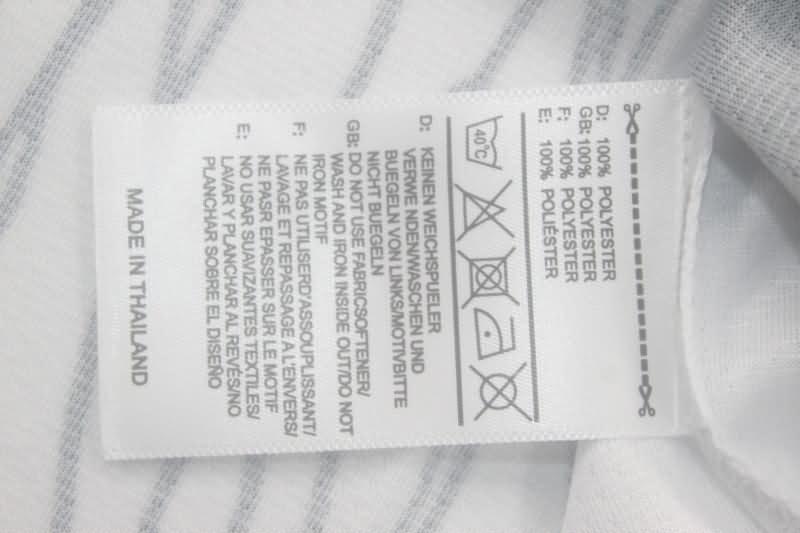 D: 100% POLYESTER
GB: 100% POLYESTER
F: 100% POLYESTER
E: 100% POLIÉSTER
40°C
D: KEINEN WEICHSPUELER
VERWE NDEN/WASCHEN UND
BUEGELN VON LINKS/MOTIVBITTE
NICHT BUEGELN
GB: DO NOT USE FABRICSOFTENER/
WASH AND IRON INSIDE OUT/DO NOT
IRON MOTIF
F: NE PAS UTILISERD'ASSOUPLISSANT/
LAVAGE ET REPASSAGE A L'ENVERS/
NE PASR EPASSER SUR LE MOTIF
E: NO USAR SUAVIZANTES TEXTILES/
LAVAR Y PLANCHAR AL REVÉS/NO
PLANCHAR SOBRE EL DISEÑO
MADE IN THAILAND